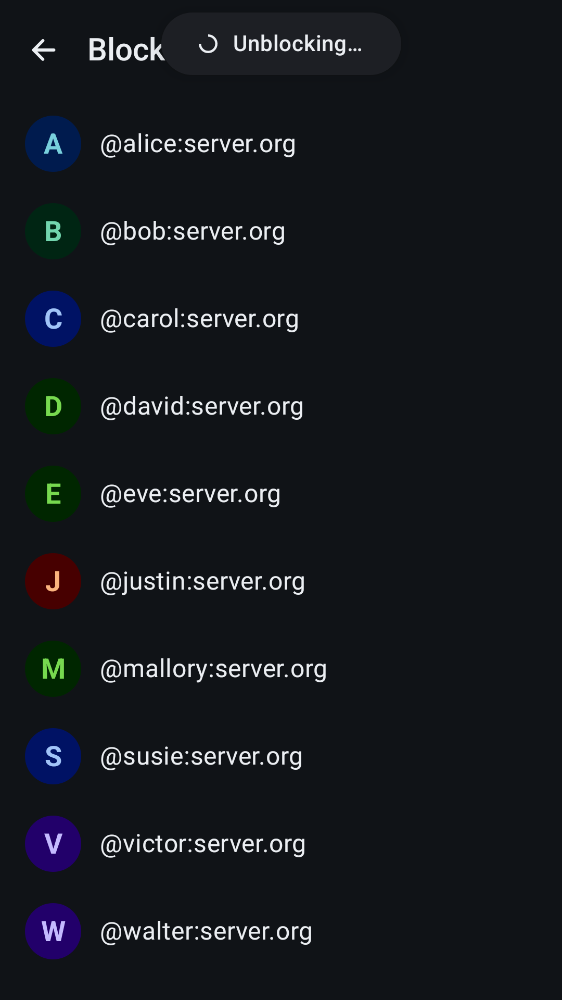 Block
Unblocking…
A
@alice:server.org
B
@bob:server.org
C
@carol:server.org
D
@david:server.org
E
@eve:server.org
J
@justin:server.org
M
@mallory:server.org
S
@susie:server.org
V
@victor:server.org
W
@walter:server.org